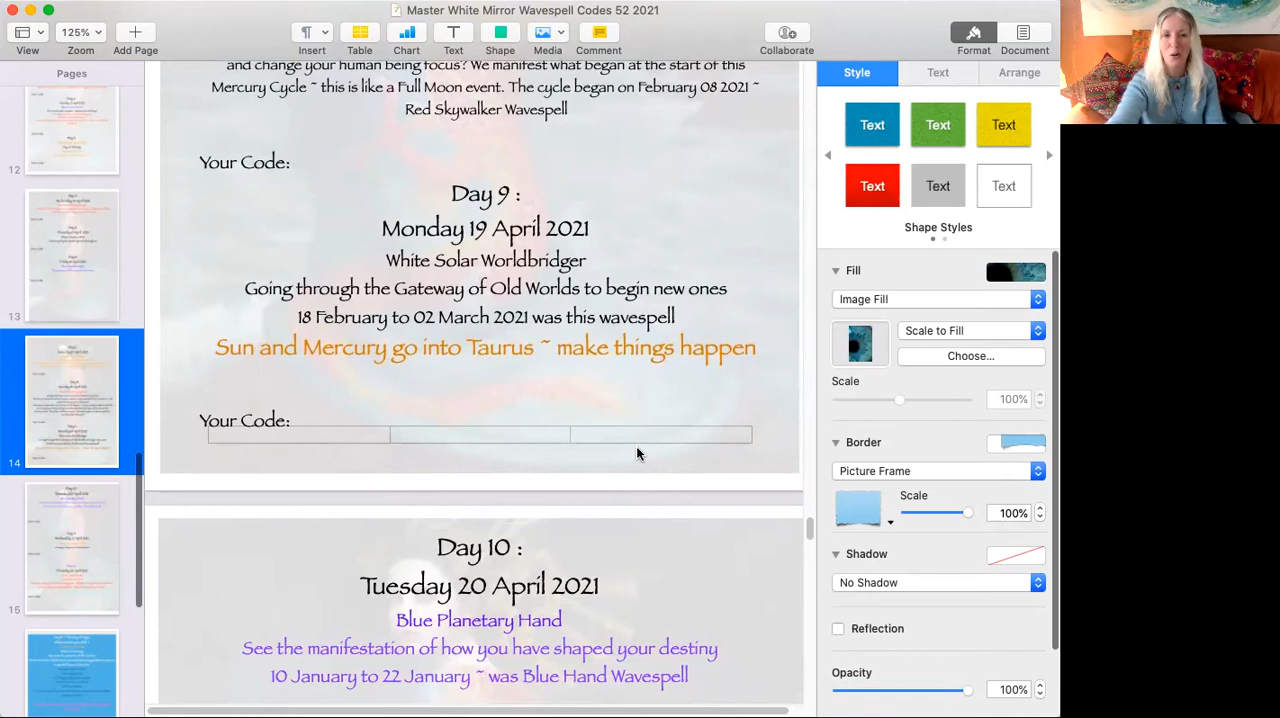 Master White Mirror Wavespell Codes 52 2021
125%
View
Zoom
Add Page
Insert
Table
Chart
Text
Shape
Media
Comment
Collaborate
Format
Document
Pages
12
13
14
15
and change your human being focus? We manifest what began at the start of this
Mercury Cycle ~ this is like a Full Moon event. The cycle began on February 08 2021 ~
Red Skywalker Wavespell
Your Code:
Day 9 :
Monday 19 April 2021
White Solar Worldbridger
Going through the Gateway of Old Worlds to begin new ones
18 February to 02 March 2021 was this wavespell
Sun and Mercury go into Taurus ~ make things happen
Your Code:
Day 10 :
Tuesday 20 April 2021
Blue Planetary Hand
See the manifestation of how you have shaped your destiny
10 January to 22 January ~ was Blue Hand Wavespell
Style
Text
Arrange
Text
Text
Text
Text
Text
Text
Shape Styles
Fill
Image Fill
Scale to Fill
Choose...
Scale
100%
Border
Picture Frame
Scale
100%
Shadow
No Shadow
Reflection
Opacity
100%